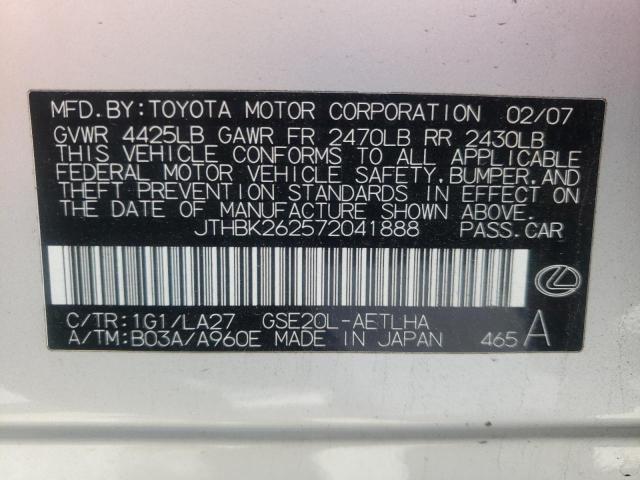 MFD.BY:TOYOTA MOTOR CORPORATION 02/07
GVWR 4425LB GAWR FR 2470LB RR 2430LB
THIS VEHICLE CONFORMS TO ALL APPLICABLE
FEDERAL MOTOR VEHICLE SAFETY,BUMPER,AND
THEFT PREVENTION STANDARDS IN EFFECT ON
THE DATE OF MANUFACTURE SHOWN ABOVE.
JTHBK262572041888 PASS.CAR
C/TR:1G1/LA27 GSE20L-AETLHA
A/TM:B03A/A960E MADE IN JAPAN 465 A